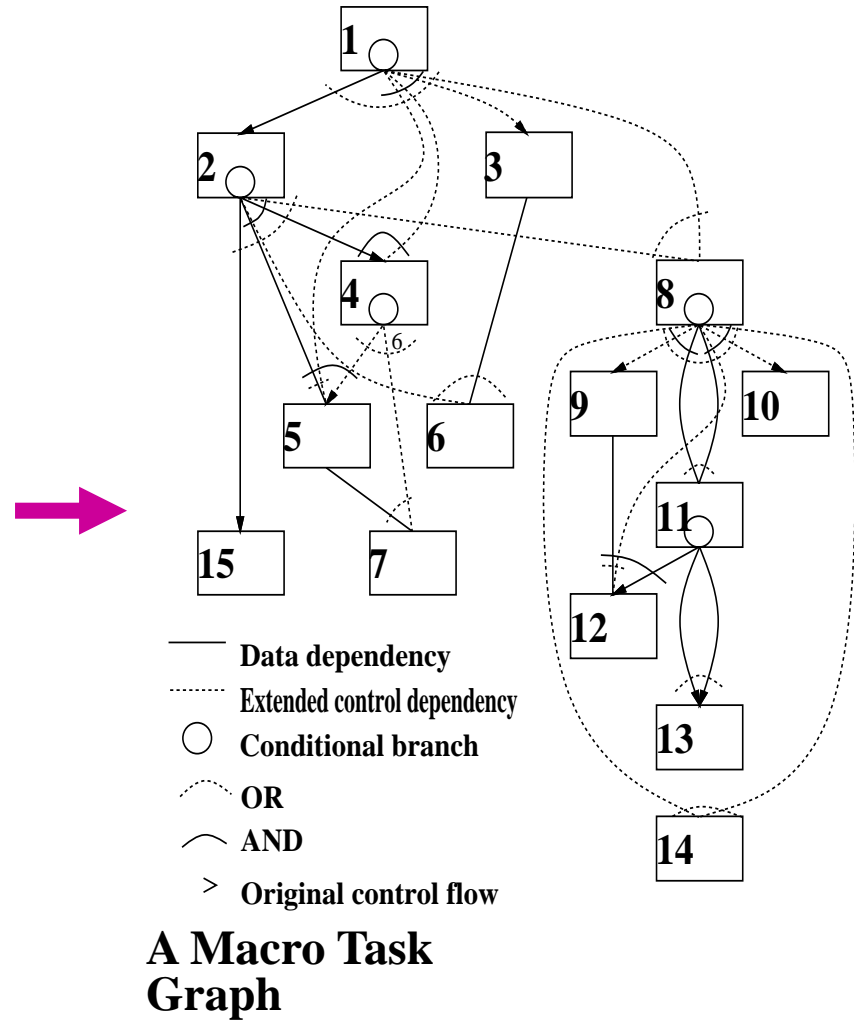 1
2
3
4
6
8
5
6
9
10
11
15
7
12
13
14
Data dependency
Extended control dependency
Conditional branch
OR
AND
Original control flow
A Macro Task
Graph